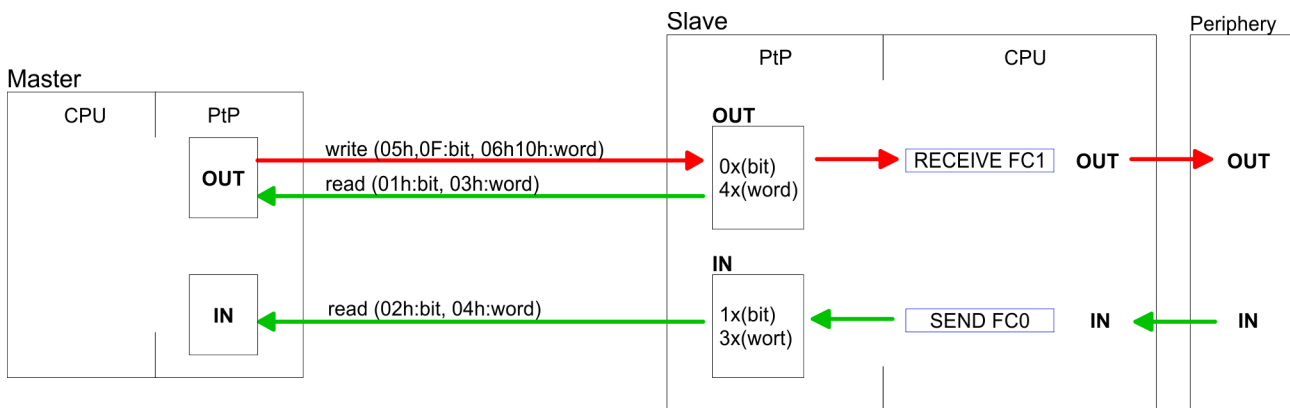 Slave
Periphery
PtP
CPU
Master
CPU
PtP
OUT
write (05h,0F:bit, 06h10h:word)
OUT
0x(bit)
4x(word)
RECEIVE FC1
OUT
OUT
read (01h:bit, 03h:word)
IN
IN
read (02h:bit, 04h:word)
1x(bit)
3x(wort)
SEND FC0
IN
IN